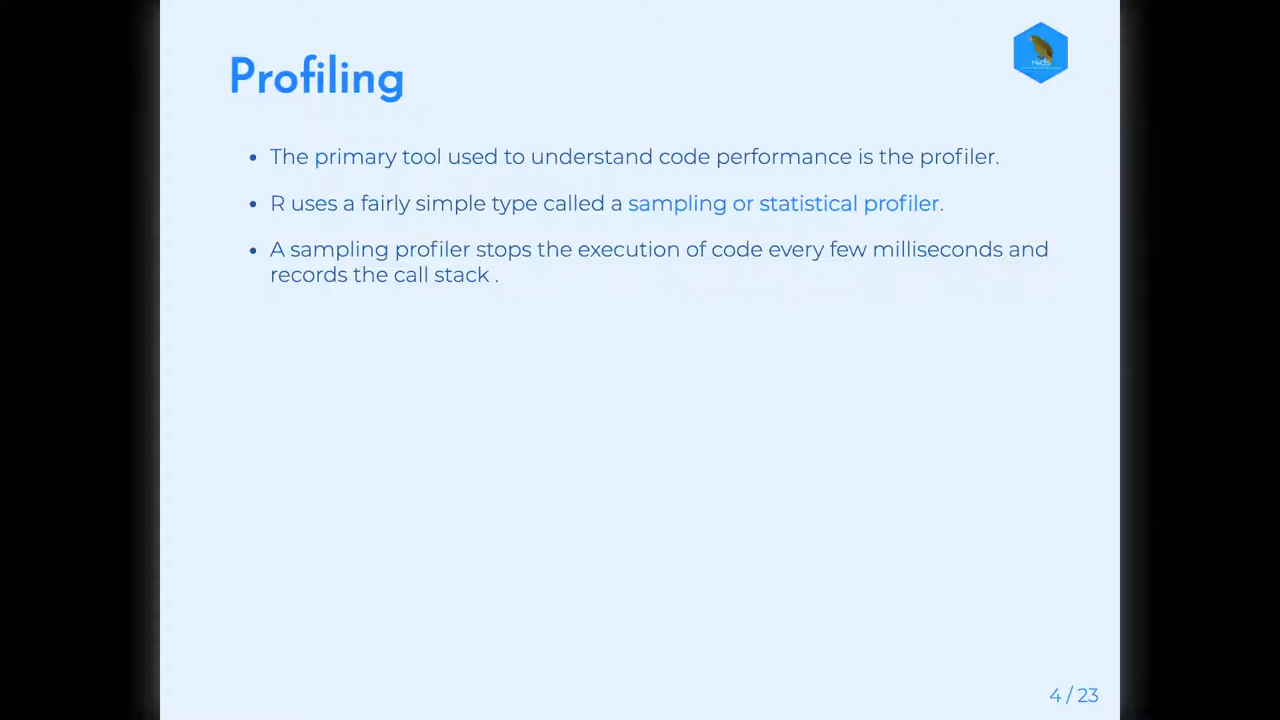 Profiling
r4ds
The primary tool used to understand code performance is the profiler.
R uses a fairly simple type called a sampling or statistical profiler.
A sampling profiler stops the execution of code every few milliseconds and
records the call stack .
4 / 23